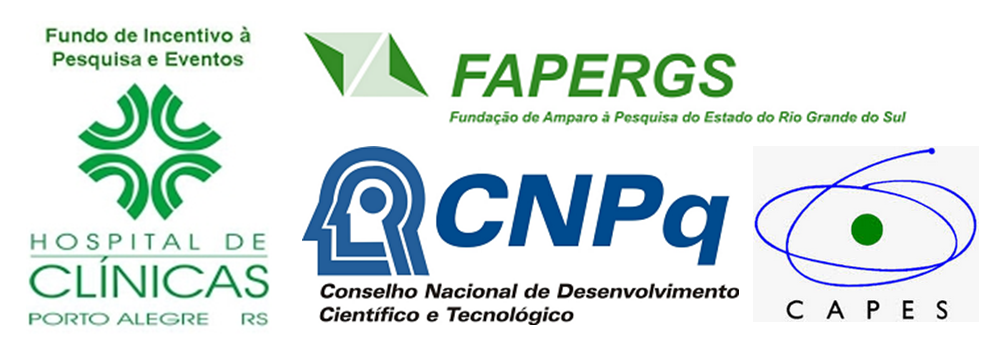 Fundo de Incentivo à
Pesquisa e Eventos
HOSPITAL DE
CLÍNICAS
PORTO ALEGRE RS
FAPERGS
Fundação de Amparo à Pesquisa do Estado do Rio Grande do Sul
CNPq
Conselho Nacional de Desenvolvimento
Científico e Tecnológico
CAPES